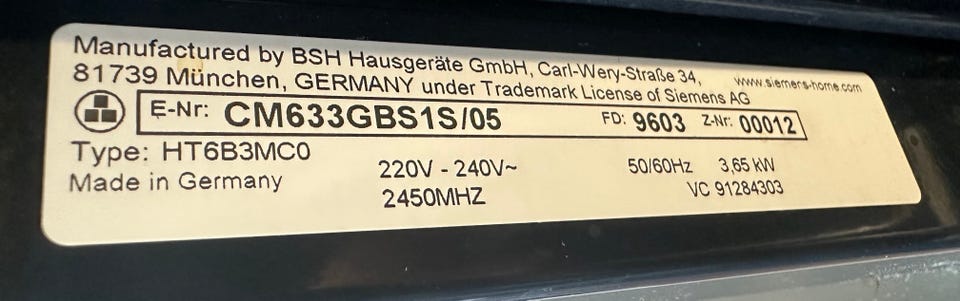 Manufactured by BSH Hausgeräte GmbH, Carl-Wery-Straße 34,
81739 München, GERMANY under Trademark License of Siemens AG
www.siemens-home.com
E-Nr: CM633GBS1S/05 FD: 9603 Z-Nr: 00012
Type: HT6B3MC0 220V - 240V~ 50/60Hz 3,65 kW
Made in Germany 2450MHZ VC 91284303